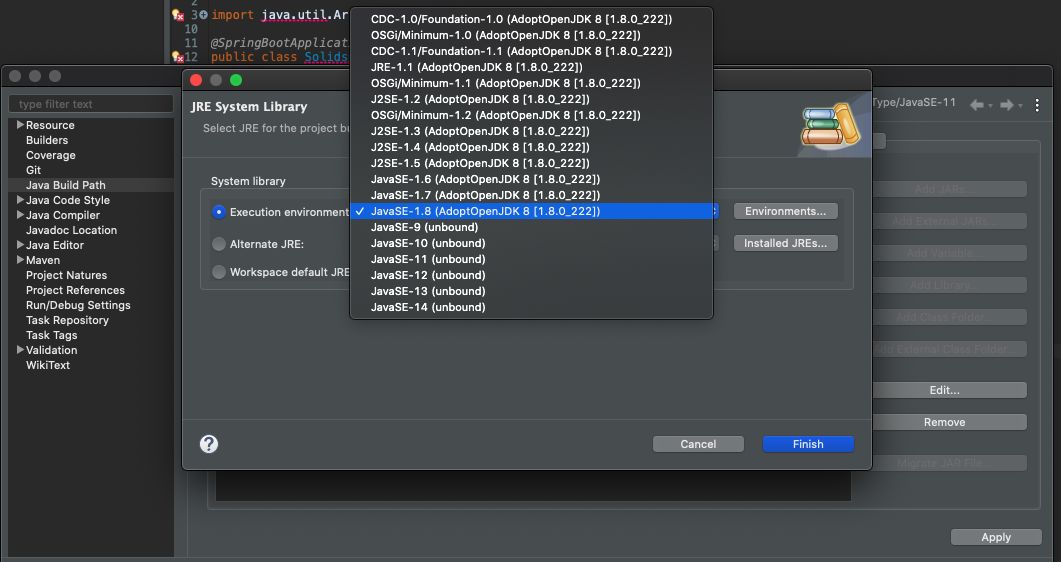 3 import java.util.Ar
10
11 @SpringBootApplicati
12 public class Solids
CDC-1.0/Foundation-1.0 (AdoptOpenJDK 8 [1.8.0_222])
OSGi/Minimum-1.0 (AdoptOpenJDK 8 [1.8.0_222])
CDC-1.1/Foundation-1.1 (AdoptOpenJDK 8 [1.8.0_222])
JRE-1.1 (AdoptOpenJDK 8 [1.8.0_222])
OSGi/Minimum-1.1 (AdoptOpenJDK 8 [1.8.0_222])
J2SE-1.2 (AdoptOpenJDK 8 [1.8.0_222])
OSGi/Minimum-1.2 (AdoptOpenJDK 8 [1.8.0_222])
J2SE-1.3 (AdoptOpenJDK 8 [1.8.0_222])
J2SE-1.4 (AdoptOpenJDK 8 [1.8.0_222])
J2SE-1.5 (AdoptOpenJDK 8 [1.8.0_222])
JavaSE-1.6 (AdoptOpenJDK 8 [1.8.0_222])
JavaSE-1.7 (AdoptOpenJDK 8 [1.8.0_222])
✓ JavaSE-1.8 (AdoptOpenJDK 8 [1.8.0_222])
JavaSE-9 (unbound)
JavaSE-10 (unbound)
JavaSE-11 (unbound)
JavaSE-12 (unbound)
JavaSE-13 (unbound)
JavaSE-14 (unbound)
type filter text
Resource
Builders
Coverage
Git
Java Build Path
Java Code Style
Java Compiler
Javadoc Location
Java Editor
Maven
Project Natures
Project References
Run/Debug Settings
Task Repository
Task Tags
Validation
WikiText
JRE System Library
Select JRE for the project b
System library
Execution environment
Alternate JRE:
Workspace default JRE
Environments...
Installed JREs...
?
Cancel
Finish
Type/JavaSE-11
Add JARs...
Add External JARs...
Add Variable...
Add Library...
Add Class Folder...
Add External Class Folder...
Edit...
Remove
Migrate JAR File...
Apply